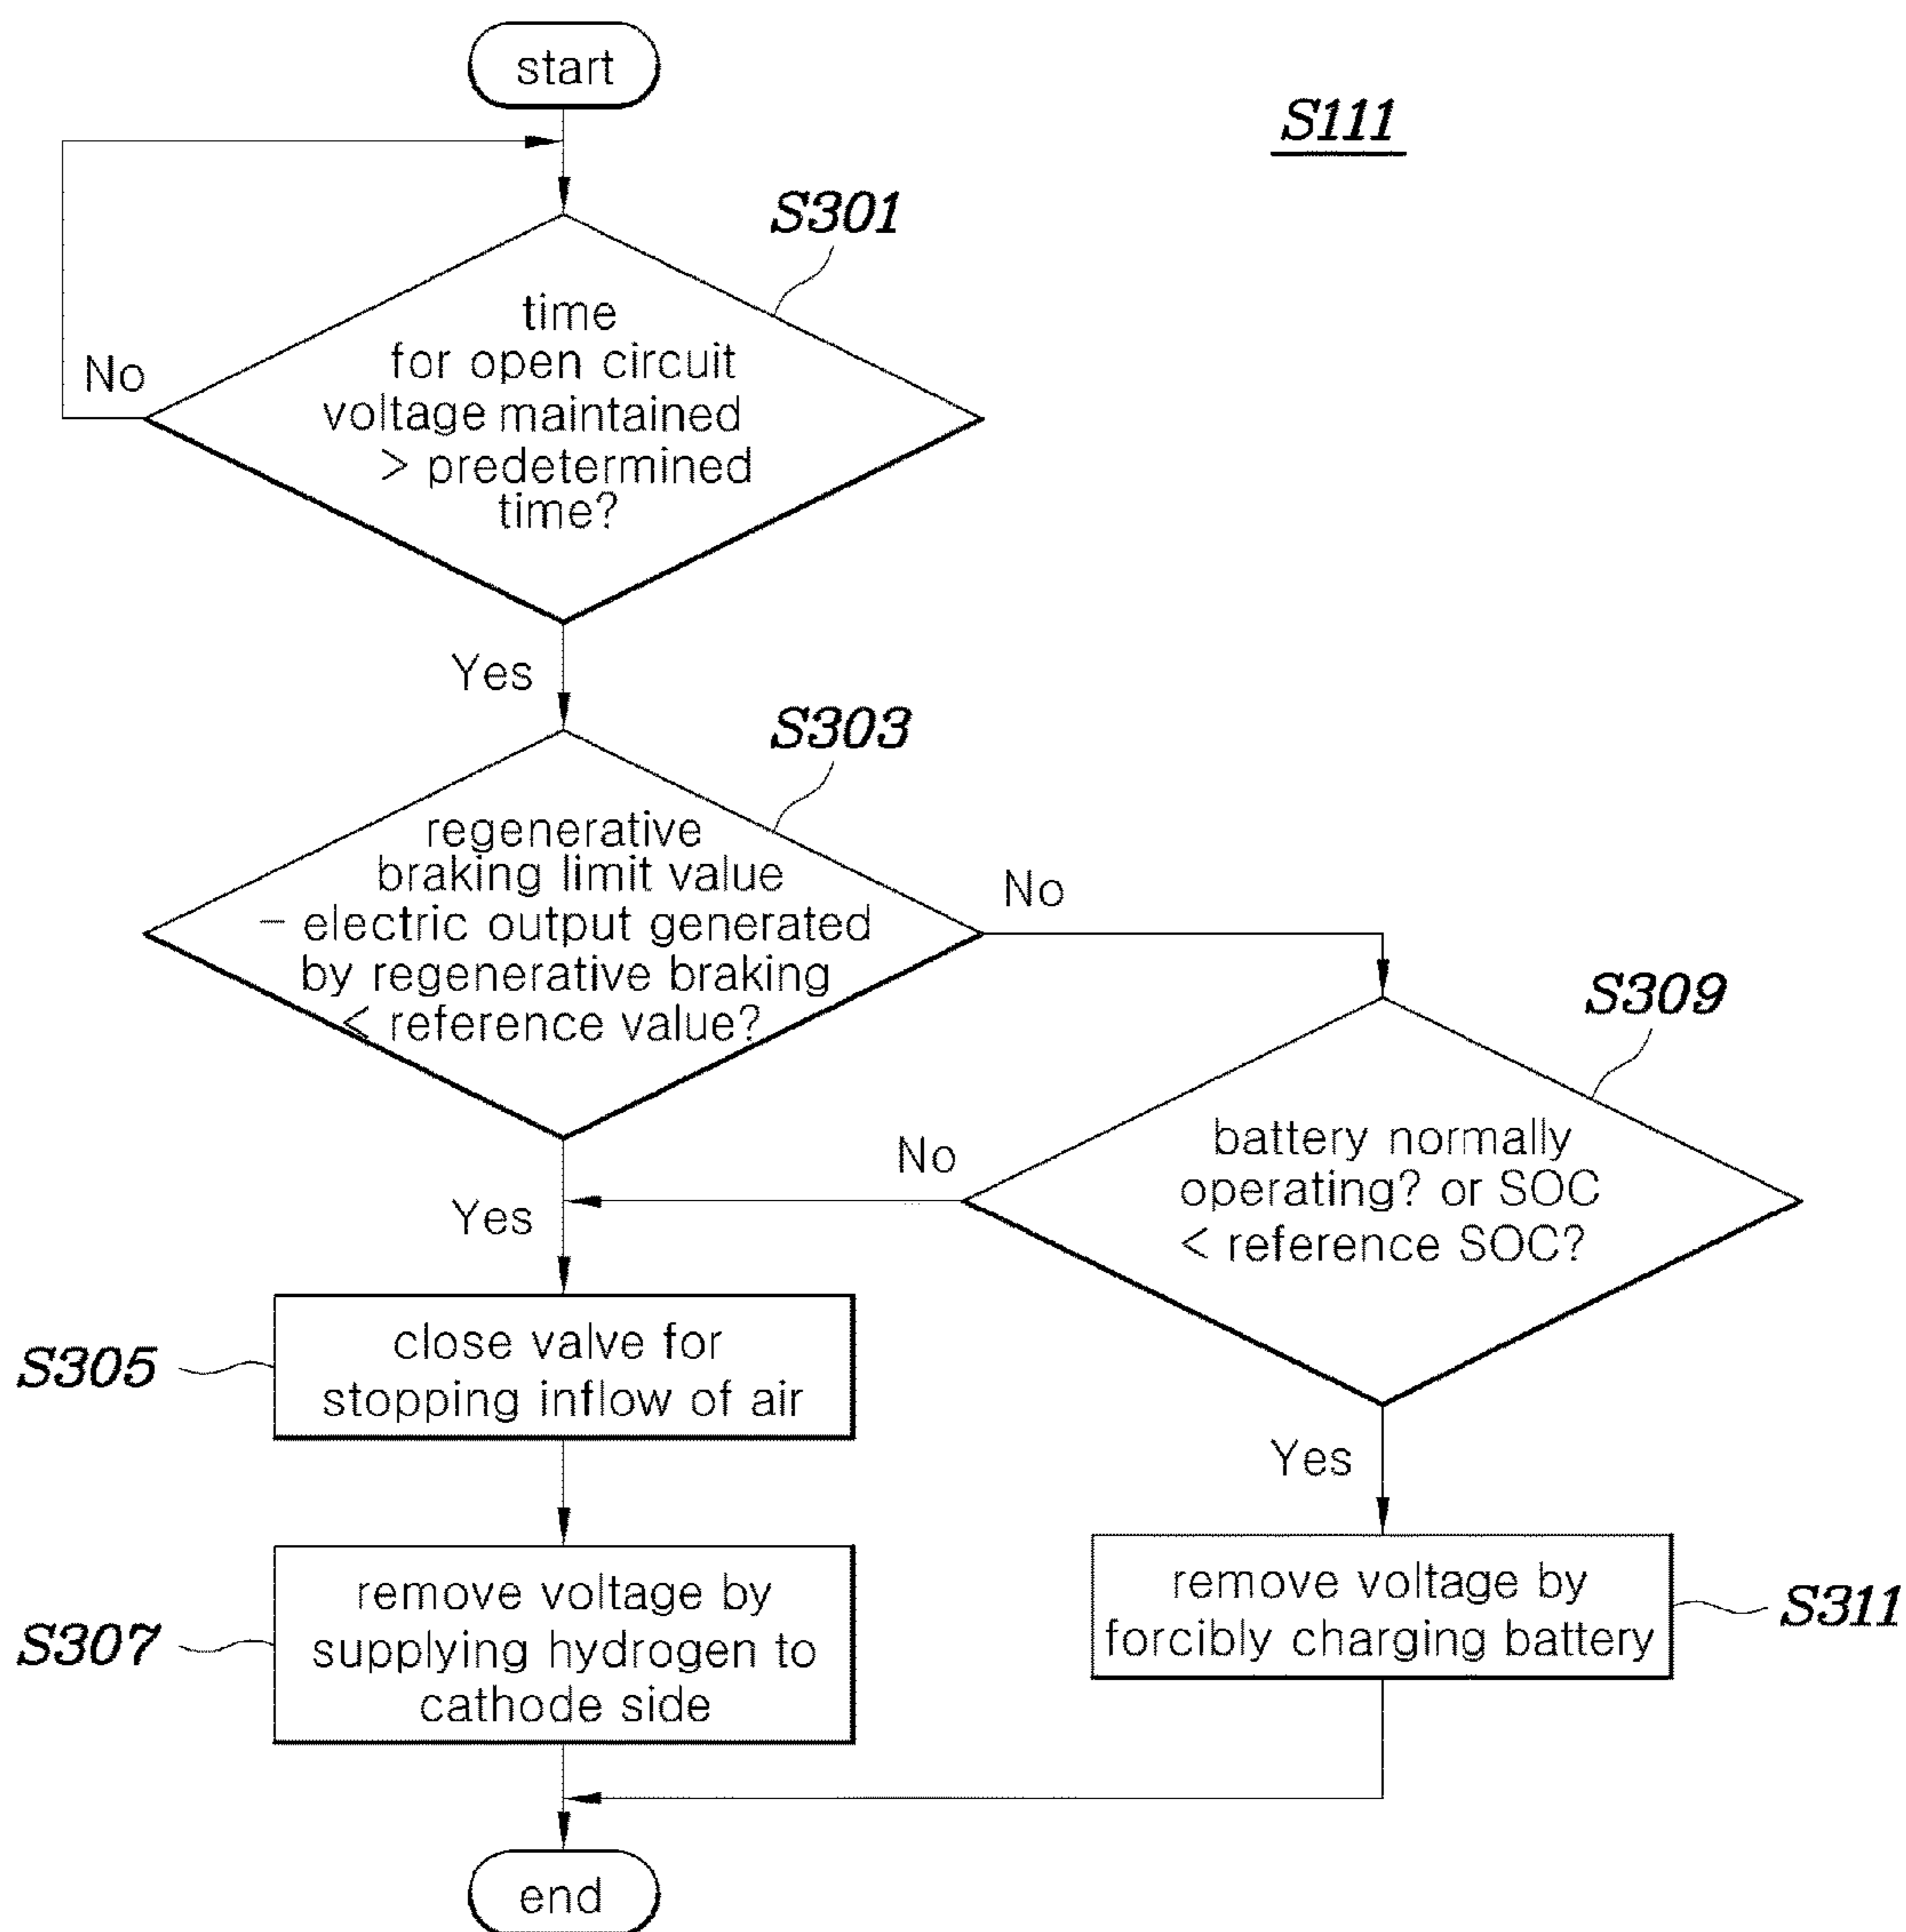 start
S111
S301
time
for open circuit
voltage maintained
> predetermined
time?
No
Yes
S303
regenerative
braking limit value
− electric output generated
by regenerative braking
< reference value?
No
S309
battery normally
operating? or SOC
< reference SOC?
No
Yes
S305
close valve for
stopping inflow of air
Yes
S307
remove voltage by
supplying hydrogen to
cathode side
remove voltage by
forcibly charging battery
S311
end